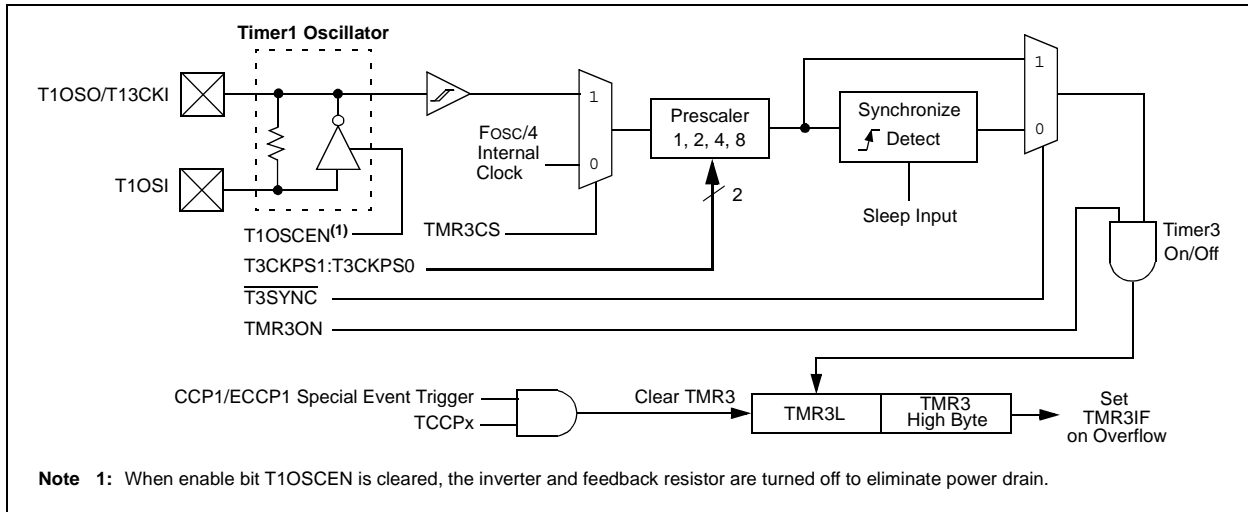 Timer1 Oscillator
T1OSO/T13CKI
T1OSI
1
0
FOSC/4
Internal
Clock
Prescaler
1, 2, 4, 8
2
Synchronize
Detect
Sleep Input
1
0
T1OSCEN(1)
TMR3CS
T3CKPS1:T3CKPS0
T3SYNC
TMR3ON
Timer3
On/Off
CCP1/ECCP1 Special Event Trigger
TCCPx
Clear TMR3
TMR3L
TMR3
High Byte
Set
TMR3IF
on Overflow
Note 1: When enable bit T1OSCEN is cleared, the inverter and feedback resistor are turned off to eliminate power drain.